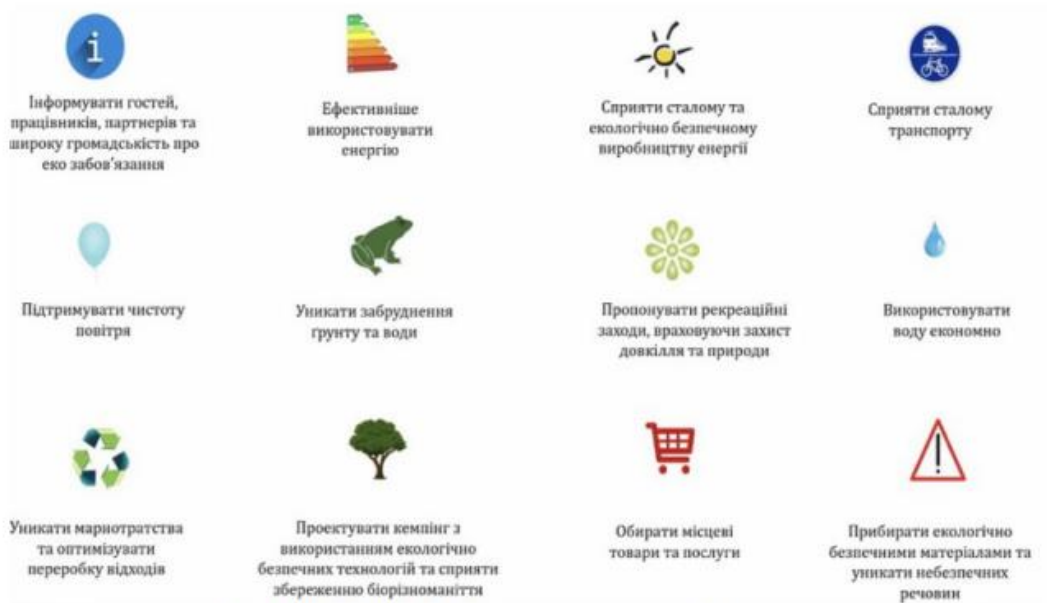 i
Інформувати гостей,
працівників, партнерів та
широку громадськість про
еко забов'язання
Ефективніше
використовувати
енергію
Сприяти сталому та
екологічно безпечному
виробництву енергії
Сприяти сталому
транспорту
Підтримувати чистоту
повітря
Уникати забруднення
ґрунту та води
Пропонувати рекреаційні
заходи, враховуючи захист
довкілля та природи
Використовувати
воду економно
Уникати марнотратства
та оптимізувати
переробку відходів
Проектувати кемпінг з
використанням екологічно
безпечних технологій та сприяти
збереженню біорізноманіття
Обирати місцеві
товари та послуги
Прибирати екологічно
безпечними матеріалами та
уникати небезпечних
речовин